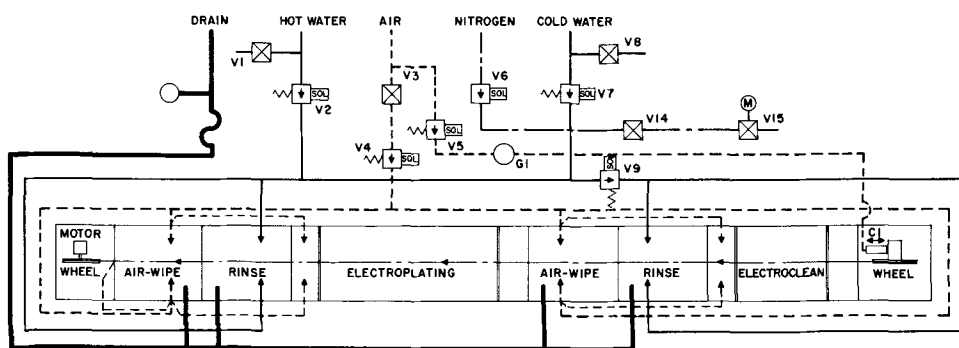 DRAIN HOT WATER AIR NITROGEN COLD WATER
V1 V3 V6 V8
M
SOL V2 SOL SOL V7
V14 V15
V4 SOL SOL V5 G1 SOL V9
C1
MOTOR
WHEEL AIR-WIPE RINSE ELECTROPLATING AIR-WIPE RINSE ELECTROCLEAN WHEEL